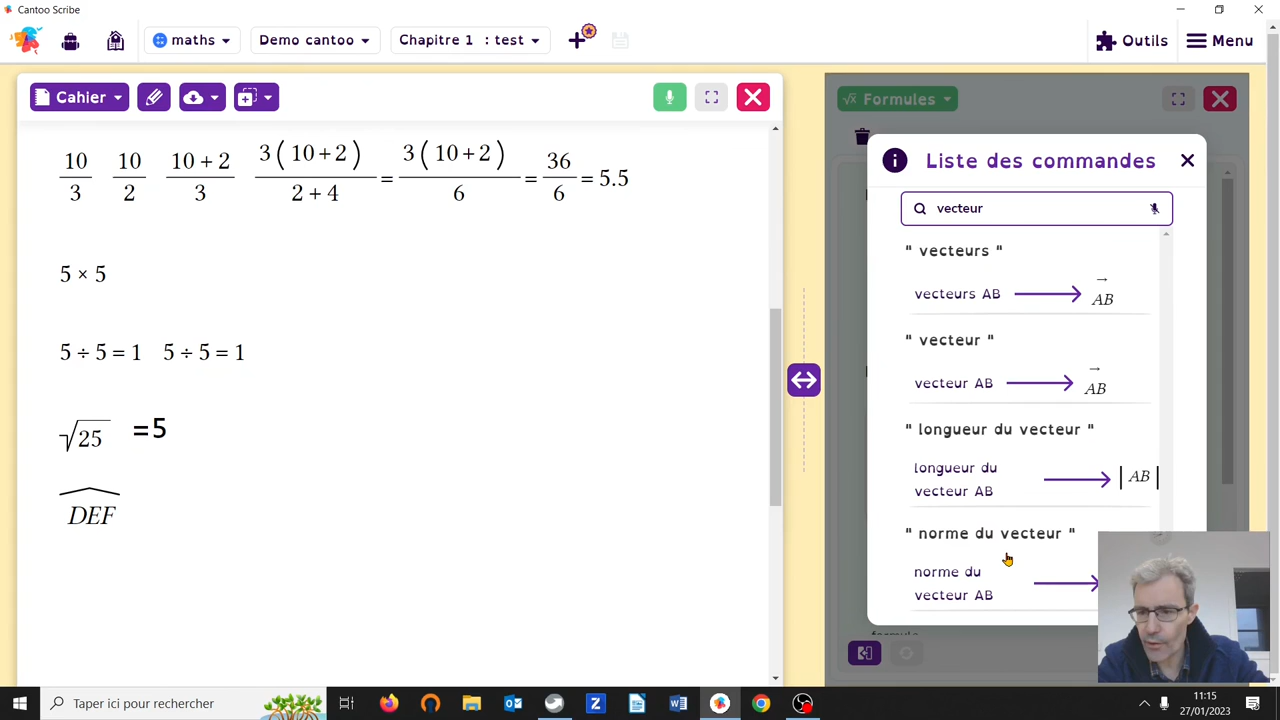 Cantoo Scribe
maths
Demo cantoo
Chapitre 1 : test
Outils
Menu
Cahier
Formules
10/3 10/2 (10 + 2)/3 3(10+2)/(2 + 4) = 3(10+2)/6 = 36/6 = 5.5
5 × 5
5 ÷ 5 = 1 5 ÷ 5 = 1
√25 =5
DEF
Liste des commandes
vecteur
" vecteurs "
vecteurs AB → AB
" vecteur "
vecteur AB → AB
" longueur du vecteur "
longueur du
vecteur AB → | AB |
" norme du vecteur "
norme du
vecteur AB
Taper ici pour rechercher
11:15
27/01/2023